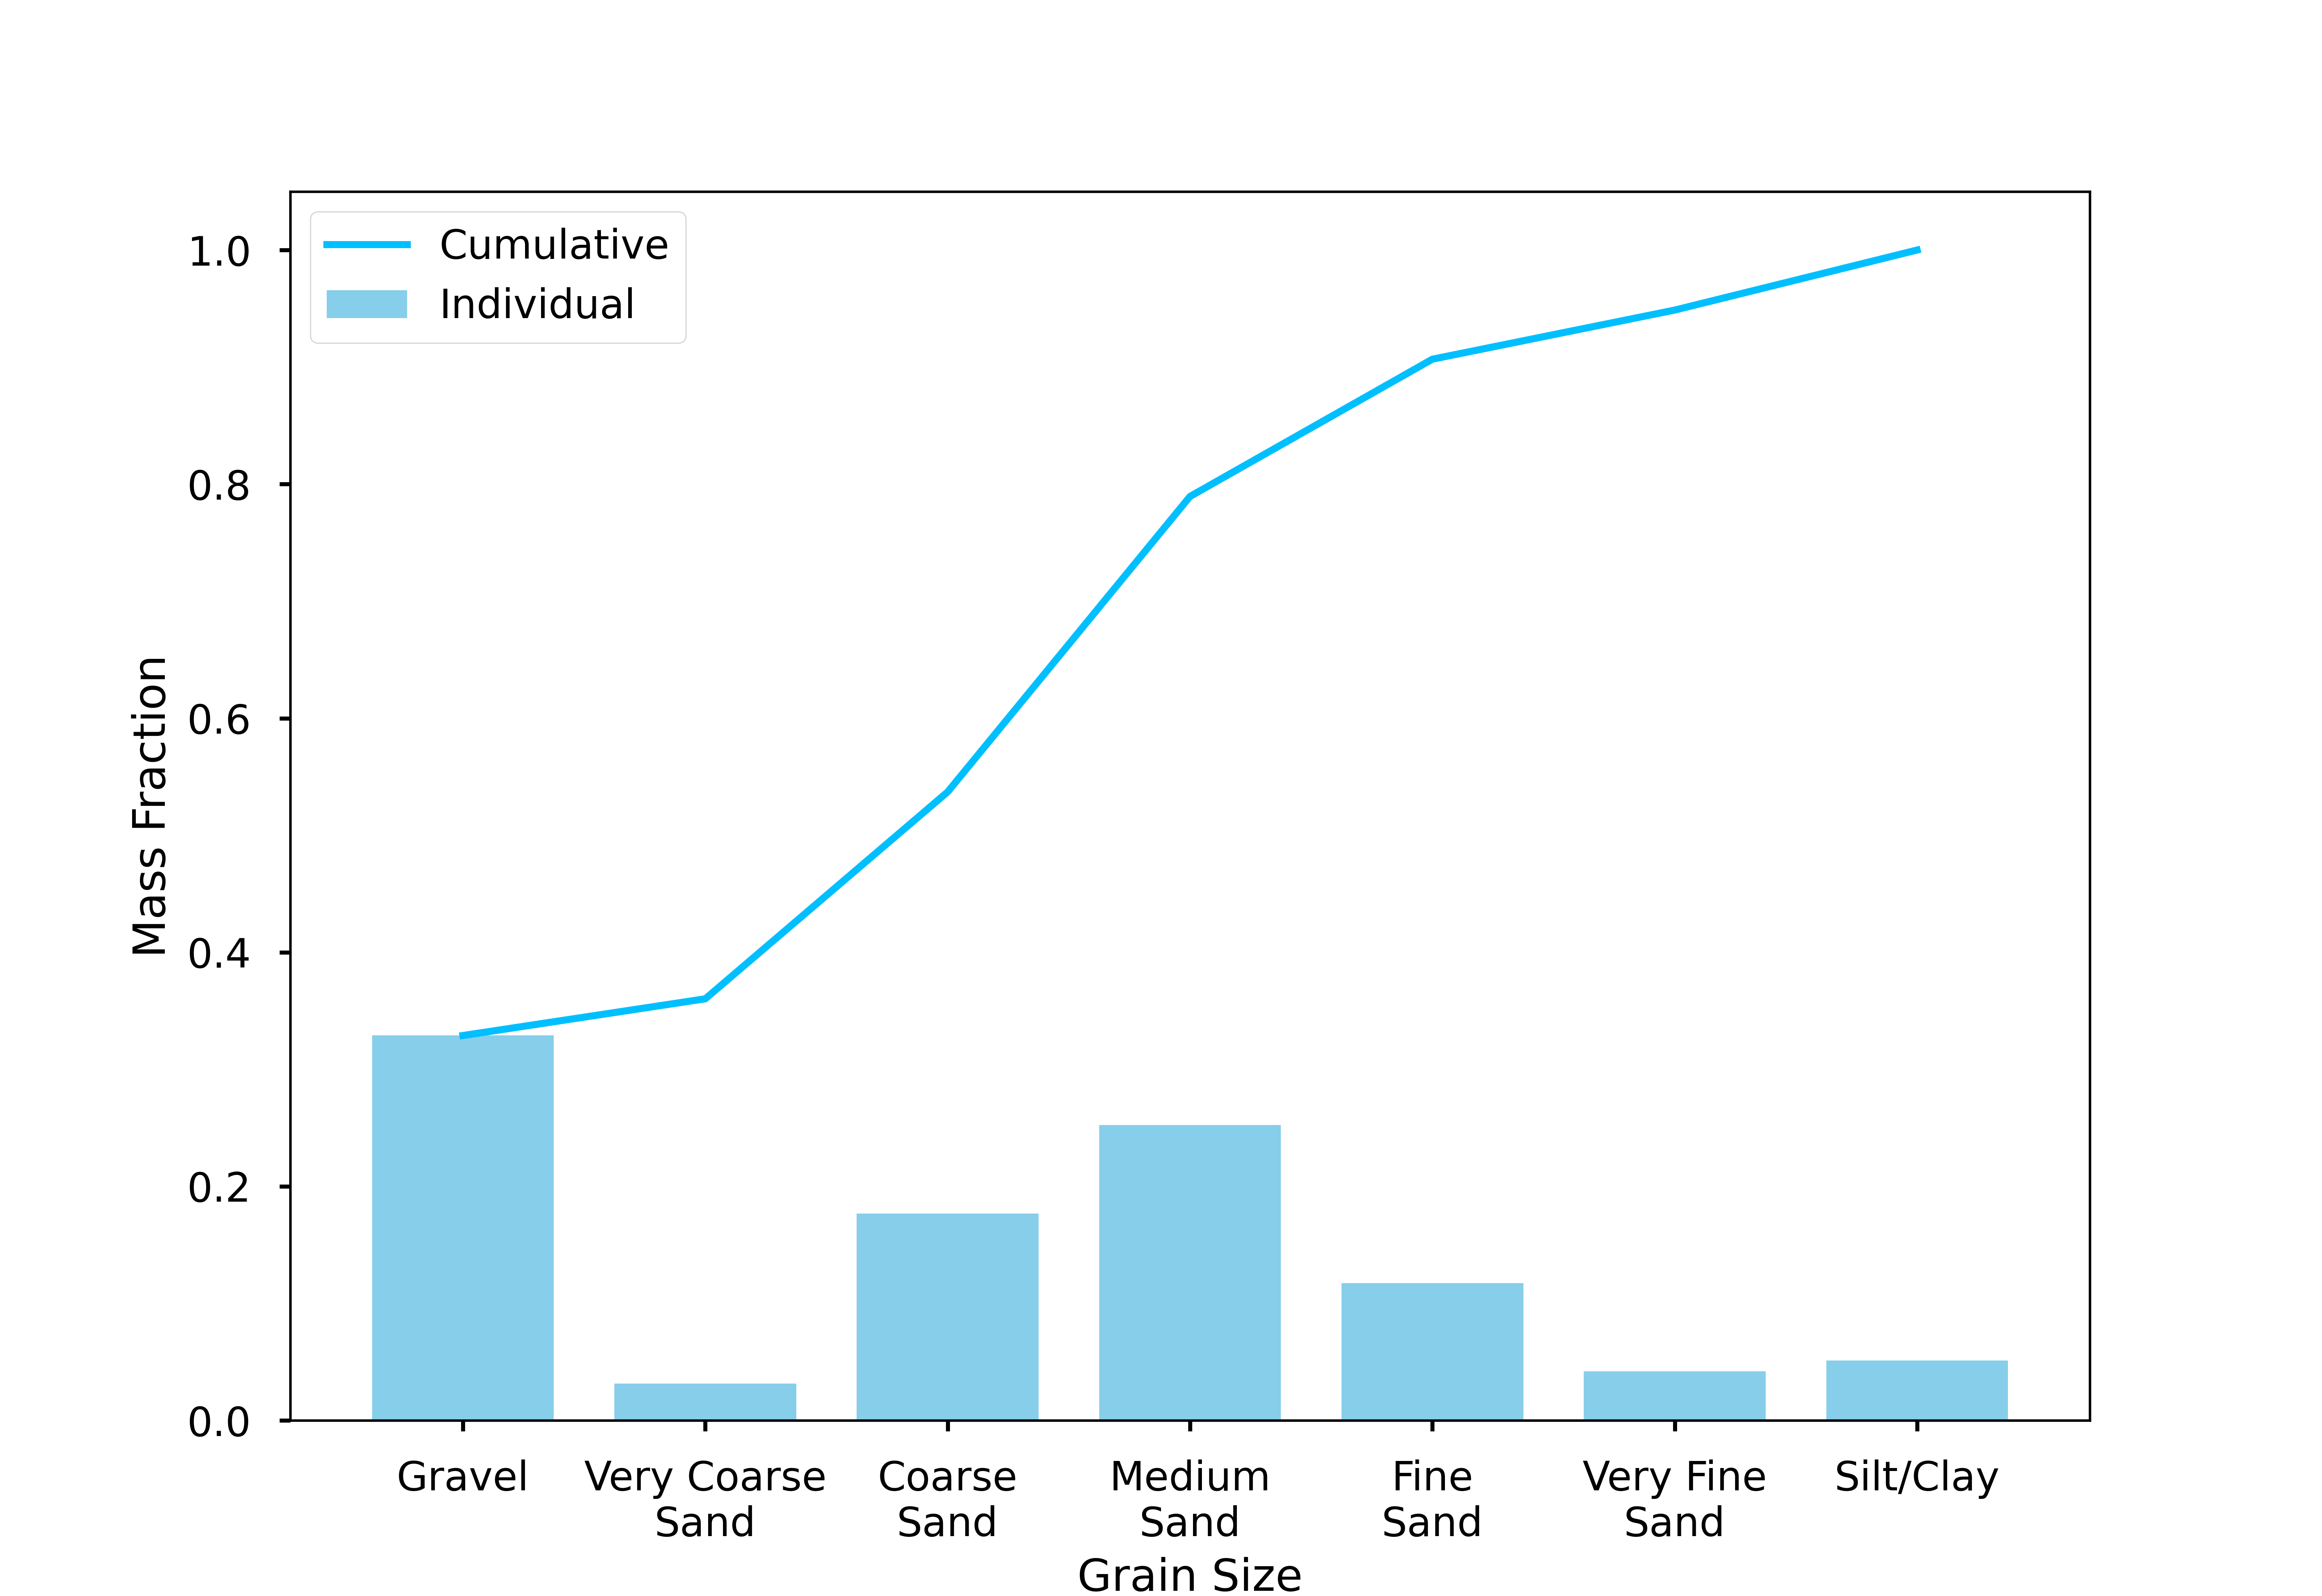 Cumulative
Individual
1.0
0.8
0.6
0.4
0.2
0.0
Mass Fraction
Gravel
Very Coarse
Sand
Coarse
Sand
Medium
Sand
Fine
Sand
Very Fine
Sand
Silt/Clay
Grain Size